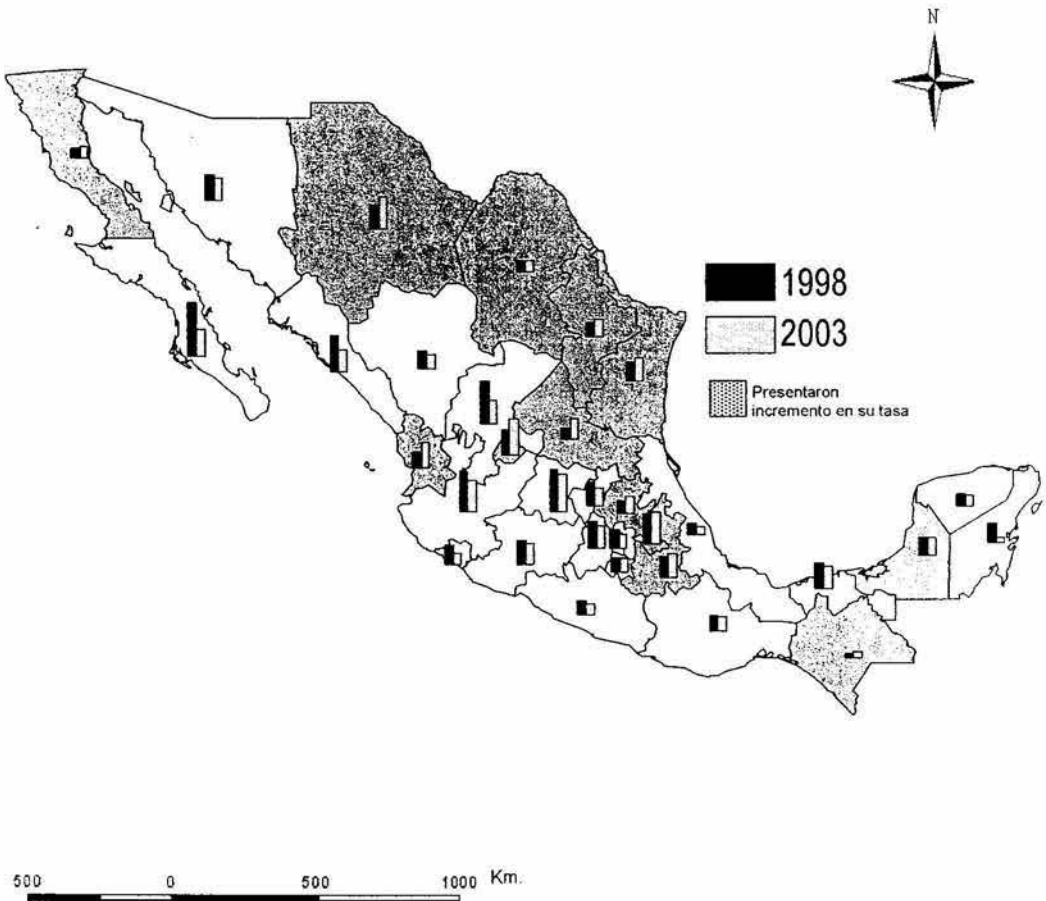 N
1998
2003
Presentaron
incremento en su tasa
500 0 500 1000 Km.